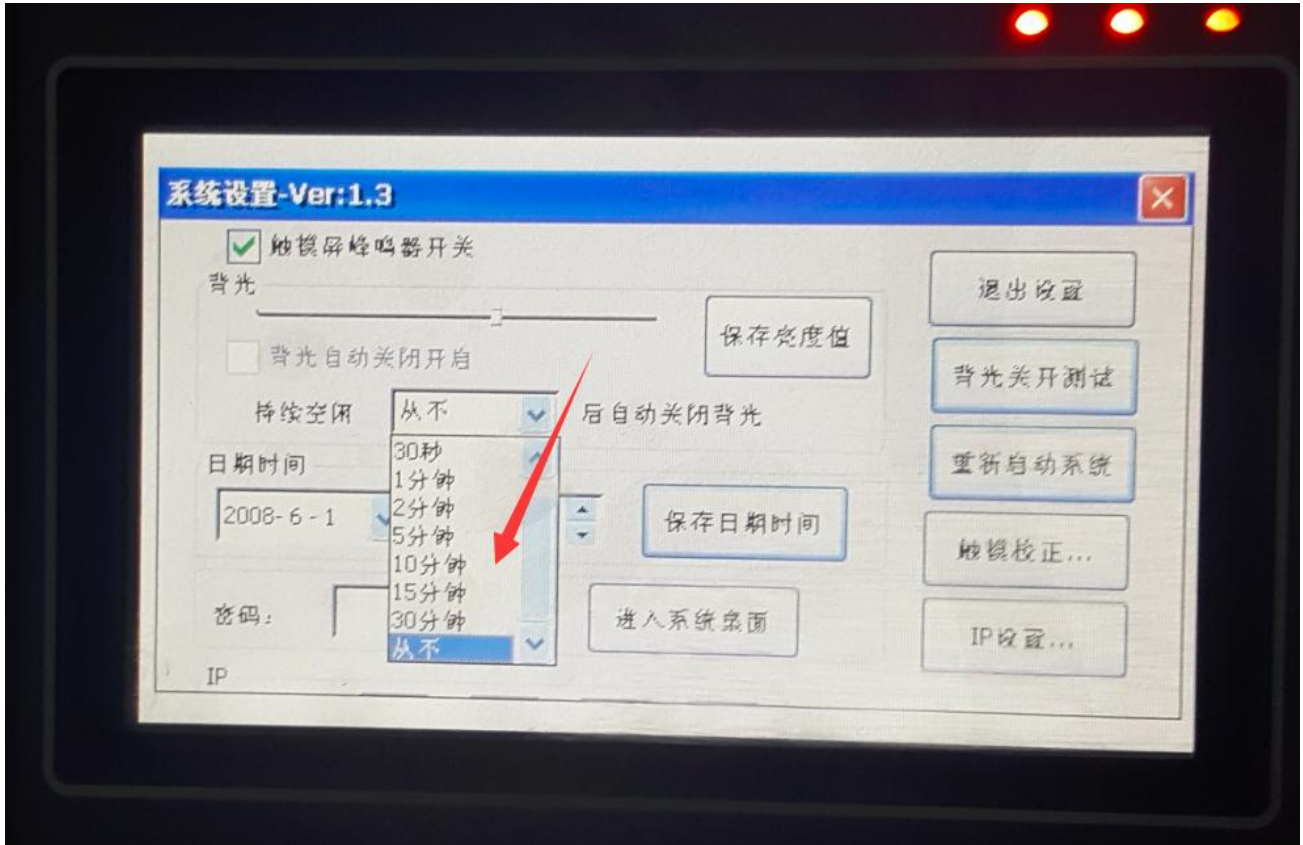 系统设置-Ver:1.3
触摸屏蜂鸣器开关
背光
保存亮度值
背光自动关闭开启
持续空闲 从不 后自动关闭背光
30秒
1分钟
2分钟
5分钟
10分钟
15分钟
30分钟
从不
日期时间
2008- 6 - 1
保存日期时间
密码:
进入系统桌面
IP
退出设置
背光关开测试
重新启动系统
触摸校正...
IP设置...